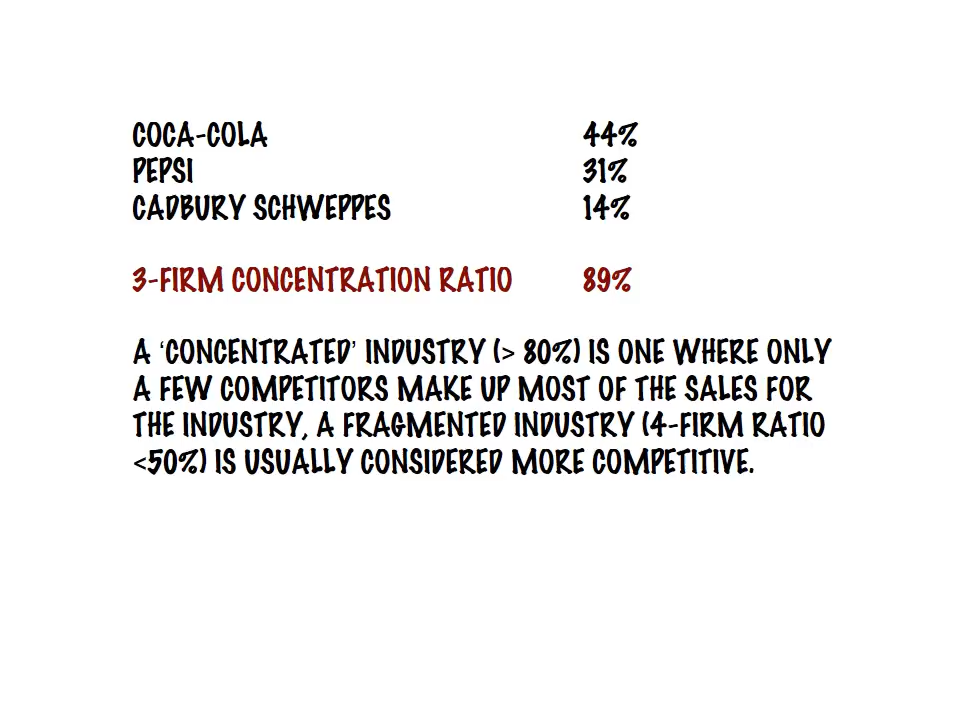 COCA-COLA 44%
PEPSI 31%
CADBURY SCHWEPPES 14%
3-FIRM CONCENTRATION RATIO 89%
A ‘CONCENTRATED’ INDUSTRY (> 80%) IS ONE WHERE ONLY
A FEW COMPETITORS MAKE UP MOST OF THE SALES FOR
THE INDUSTRY, A FRAGMENTED INDUSTRY (4-FIRM RATIO
<50%) IS USUALLY CONSIDERED MORE COMPETITIVE.